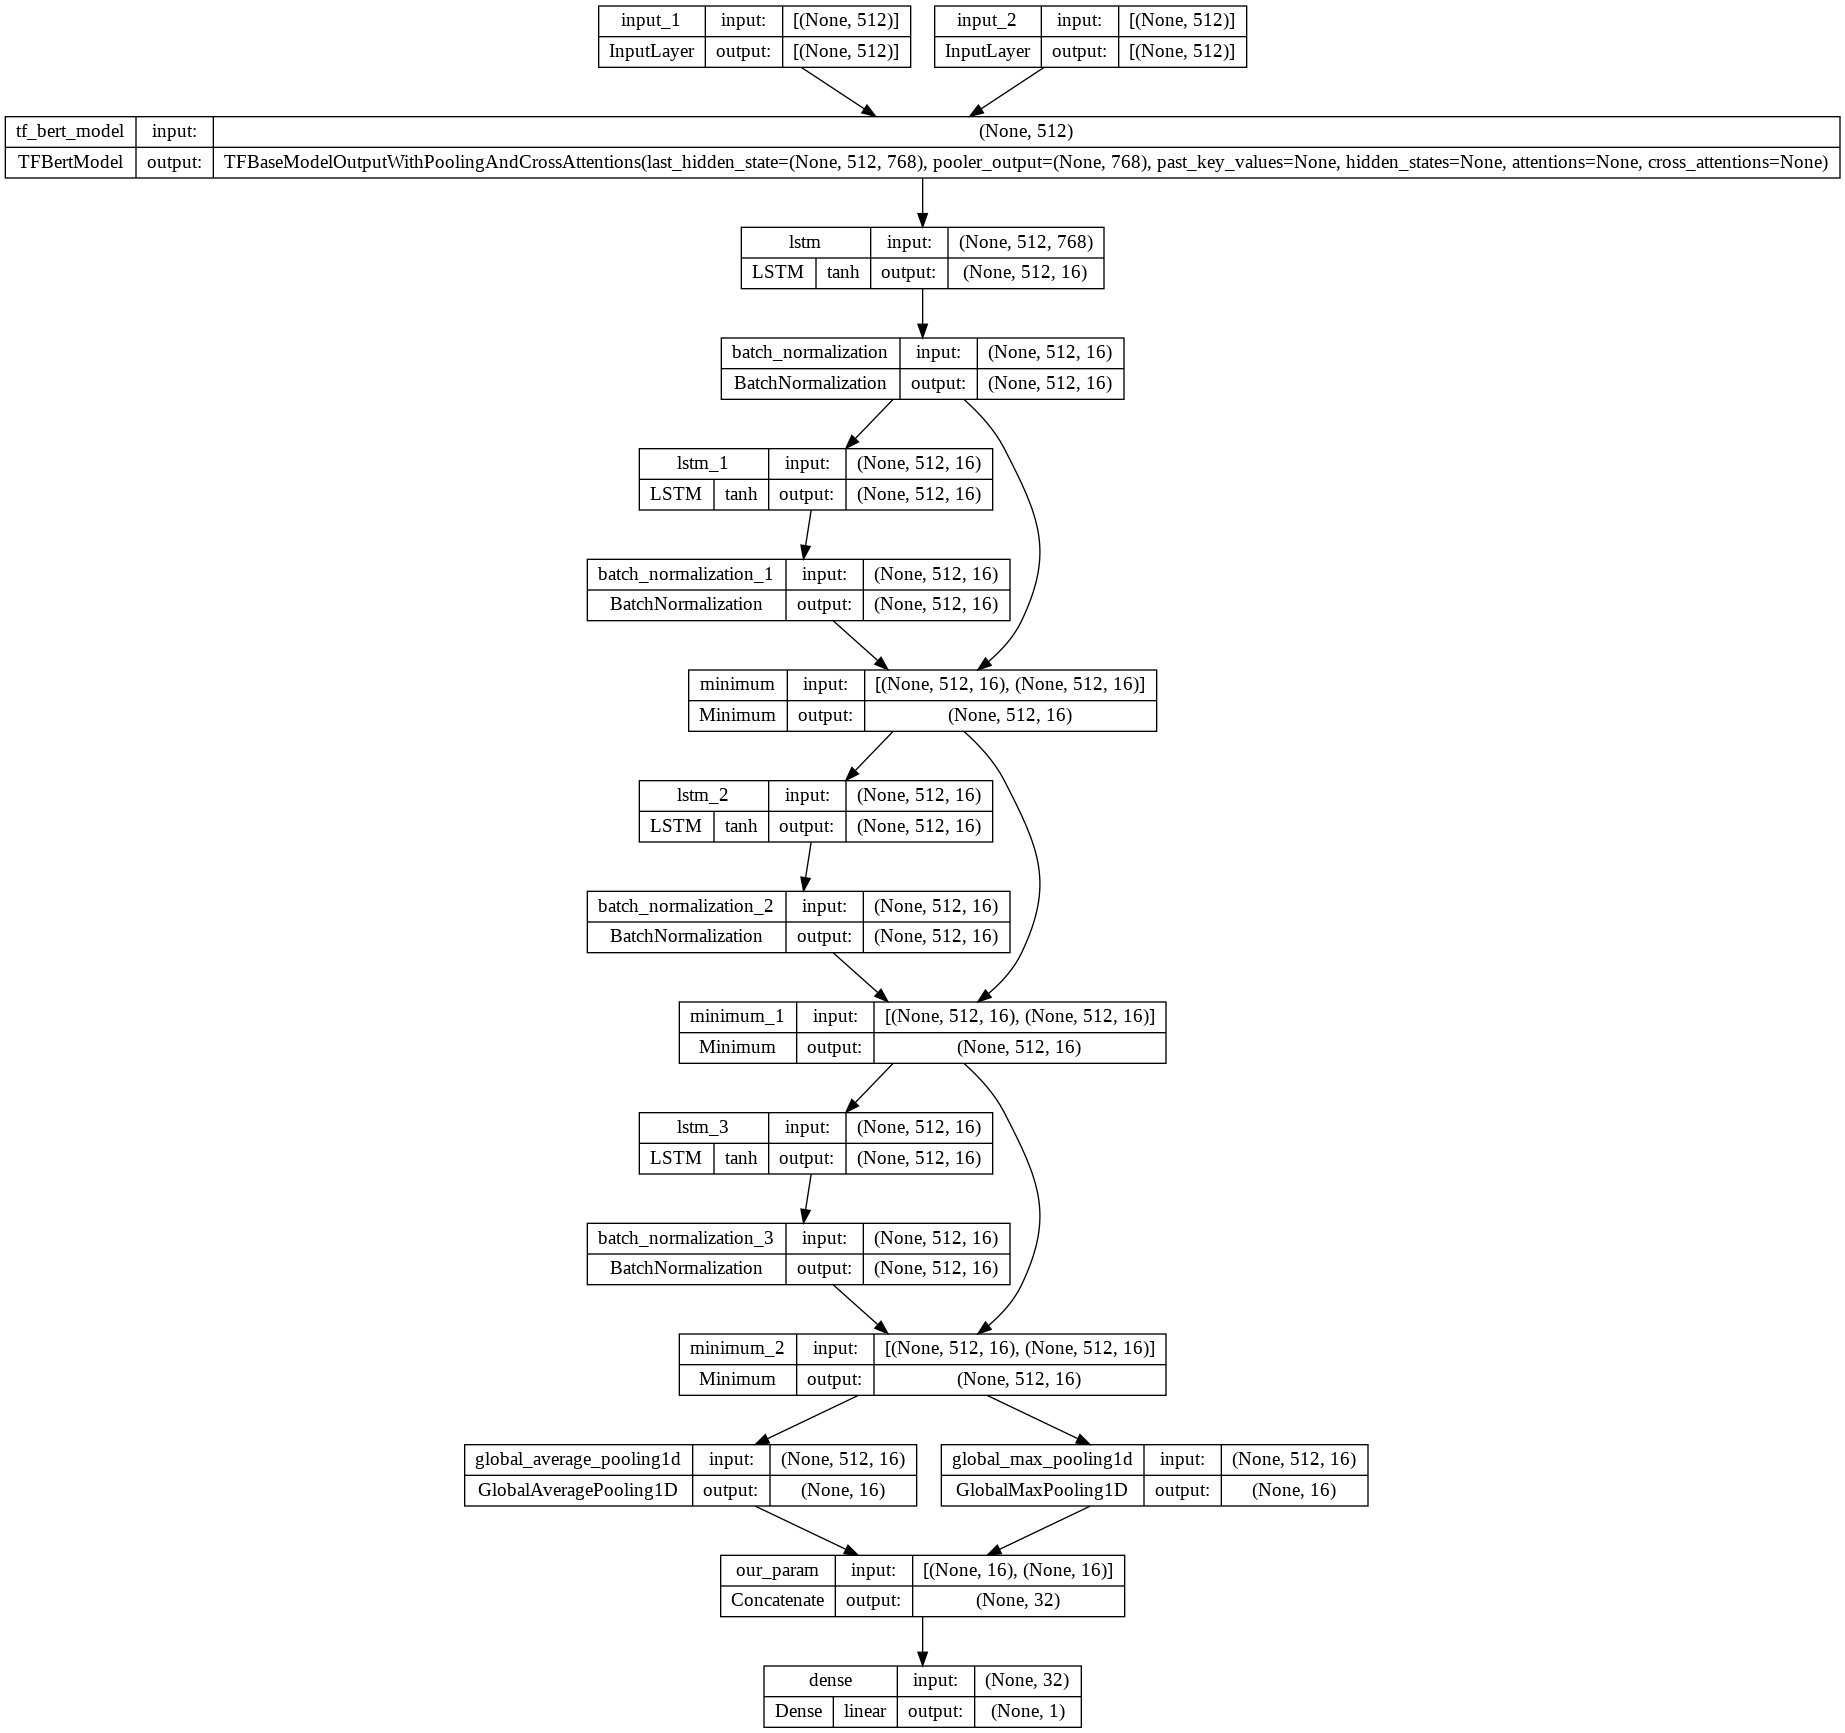 input_1 input: [(None, 512)]
InputLayer output: [(None, 512)]
input_2 input: [(None, 512)]
InputLayer output: [(None, 512)]
tf_bert_model input: (None, 512)
TFBertModel output: TFBaseModelOutputWithPoolingAndCrossAttentions(last_hidden_state=(None, 512, 768), pooler_output=(None, 768), past_key_values=None, hidden_states=None, attentions=None, cross_attentions=None)
lstm input: (None, 512, 768)
LSTM tanh output: (None, 512, 16)
batch_normalization input: (None, 512, 16)
BatchNormalization output: (None, 512, 16)
lstm_1 input: (None, 512, 16)
LSTM tanh output: (None, 512, 16)
batch_normalization_1 input: (None, 512, 16)
BatchNormalization output: (None, 512, 16)
minimum input: [(None, 512, 16), (None, 512, 16)]
Minimum output: (None, 512, 16)
lstm_2 input: (None, 512, 16)
LSTM tanh output: (None, 512, 16)
batch_normalization_2 input: (None, 512, 16)
BatchNormalization output: (None, 512, 16)
minimum_1 input: [(None, 512, 16), (None, 512, 16)]
Minimum output: (None, 512, 16)
lstm_3 input: (None, 512, 16)
LSTM tanh output: (None, 512, 16)
batch_normalization_3 input: (None, 512, 16)
BatchNormalization output: (None, 512, 16)
minimum_2 input: [(None, 512, 16), (None, 512, 16)]
Minimum output: (None, 512, 16)
global_average_pooling1d input: (None, 512, 16)
GlobalAveragePooling1D output: (None, 16)
global_max_pooling1d input: (None, 512, 16)
GlobalMaxPooling1D output: (None, 16)
our_param input: [(None, 16), (None, 16)]
Concatenate output: (None, 32)
dense input: (None, 32)
Dense linear output: (None, 1)